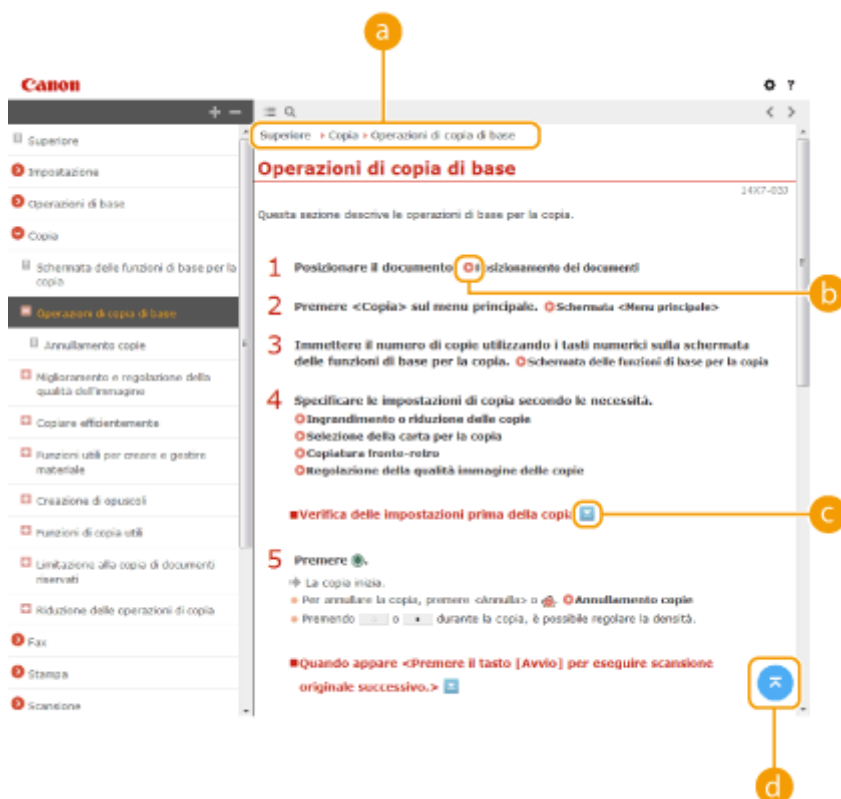 a
Canon
?
+ −
< >
Superiore
Superiore Copia Operazioni di copia di base
Impostazione
Operazioni di base
Copia
Schermata delle funzioni di base per la
copia
Operazioni di copia di base
Annullamento copie
Miglioramento e regolazione della
qualità dell'immagine
Copiare efficientemente
Funzioni utili per creare e gestire
materiale
Creazione di opuscoli
Funzioni di copia utili
Limitazione alla copia di documenti
riservati
Riduzione delle operazioni di copia
Fax
Stampa
Scansione
Operazioni di copia di base
14X7-033
Questa sezione descrive le operazioni di base per la copia.
1 Posizionare il documento Posizionamento dei documenti
b
2 Premere <Copia> sul menu principale. Schermata <Menu principale>
3 Immettere il numero di copie utilizzando i tasti numerici sulla schermata
delle funzioni di base per la copia. Schermata delle funzioni di base per la copia
4 Specificare le impostazioni di copia secondo le necessità.
Ingrandimento o riduzione delle copie
Selezione della carta per la copia
Copiatura fronte-retro
Regolazione della qualità immagine delle copie
Verifica delle impostazioni prima della copia
c
5 Premere .
La copia inizia.
Per annullare la copia, premere <Annulla> o . Annullamento copie
Premendo o durante la copia, è possibile regolare la densità.
Quando appare <Premere il tasto [Avvio] per eseguire scansione
originale successivo.>
d